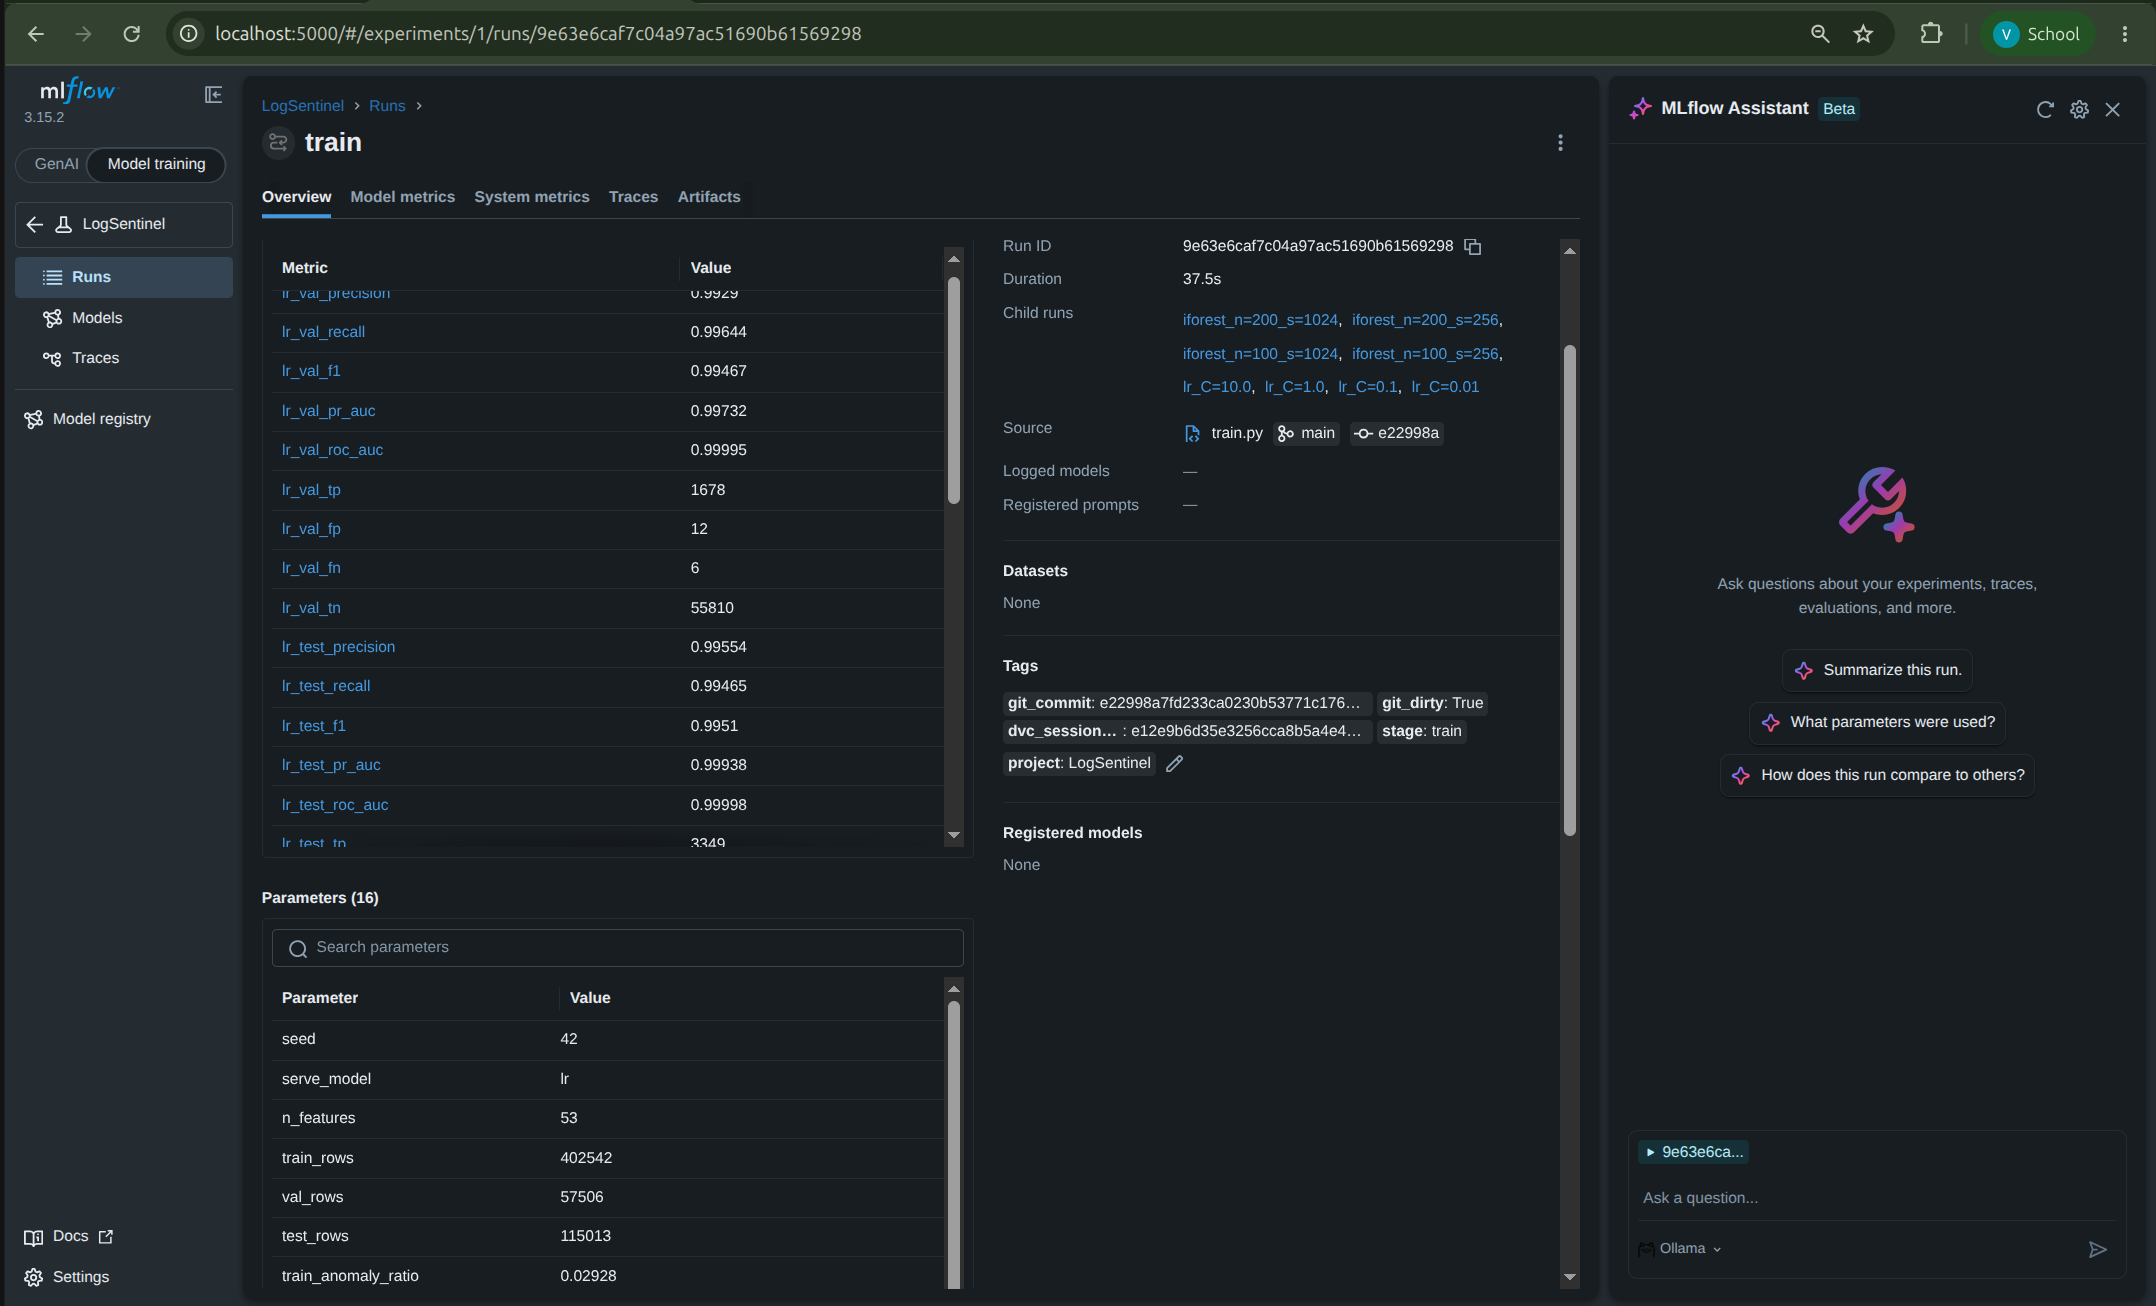 localhost:5000/#/experiments/1/runs/9e63e6caf7c04a97ac51690b61569298
V School
mlflow
3.15.2
GenAI Model training
LogSentinel
Runs
Models
Traces
Model registry
Docs
Settings
LogSentinel > Runs >
train
Overview Model metrics System metrics Traces Artifacts
Metric Value
lr_val_precision 0.9929
lr_val_recall 0.99644
lr_val_f1 0.99467
lr_val_pr_auc 0.99732
lr_val_roc_auc 0.99995
lr_val_tp 1678
lr_val_fp 12
lr_val_fn 6
lr_val_tn 55810
lr_test_precision 0.99554
lr_test_recall 0.99465
lr_test_f1 0.9951
lr_test_pr_auc 0.99938
lr_test_roc_auc 0.99998
lr_test_tp 3349
Parameters (16)
Search parameters
Parameter Value
seed 42
serve_model lr
n_features 53
train_rows 402542
val_rows 57506
test_rows 115013
train_anomaly_ratio 0.02928
Run ID 9e63e6caf7c04a97ac51690b61569298
Duration 37.5s
Child runs
iforest_n=200_s=1024, iforest_n=200_s=256,
iforest_n=100_s=1024, iforest_n=100_s=256,
lr_C=10.0, lr_C=1.0, lr_C=0.1, lr_C=0.01
Source train.py main e22998a
Logged models —
Registered prompts —
Datasets
None
Tags
git_commit: e22998a7fd233ca0230b53771c176... git_dirty: True
dvc_session... : e12e9b6d35e3256cca8b5a4e4... stage: train
project: LogSentinel
Registered models
None
MLflow Assistant Beta
Ask questions about your experiments, traces,
evaluations, and more.
Summarize this run.
What parameters were used?
How does this run compare to others?
9e63e6ca...
Ask a question...
Ollama